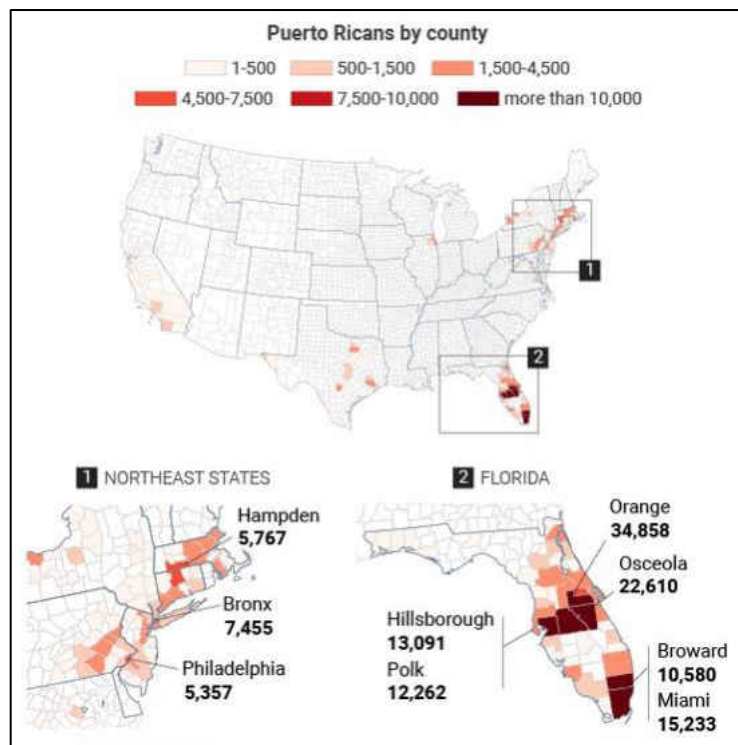 Puerto Ricans by county
1-500 500-1,500 1,500-4,500
4,500-7,500 7,500-10,000 more than 10,000
1
2
1 NORTHEAST STATES
Hampden
5,767
Bronx
7,455
Philadelphia
5,357
2 FLORIDA
Orange
34,858
Osceola
22,610
Hillsborough
13,091
Polk
12,262
Broward
10,580
Miami
15,233